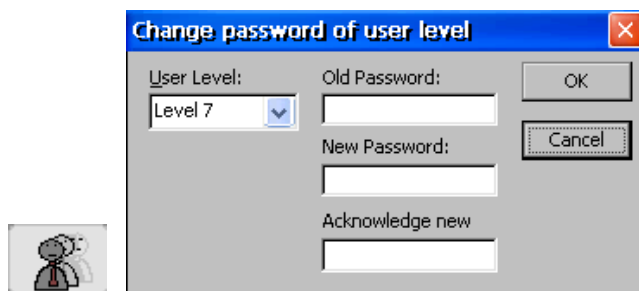 Change password of user level
User Level:
Level 7
Old Password:
New Password:
Acknowledge new
OK
Cancel